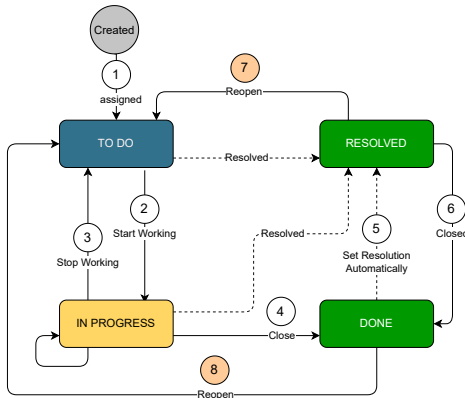 Created
1
assigned
7
Reopen
TO DO
Resolved
RESOLVED
2
Start Working
3
Stop Working
Resolved
5
Set Resolution
Automatically
6
Closed
IN PROGRESS
4
Close
DONE
8
Reopen